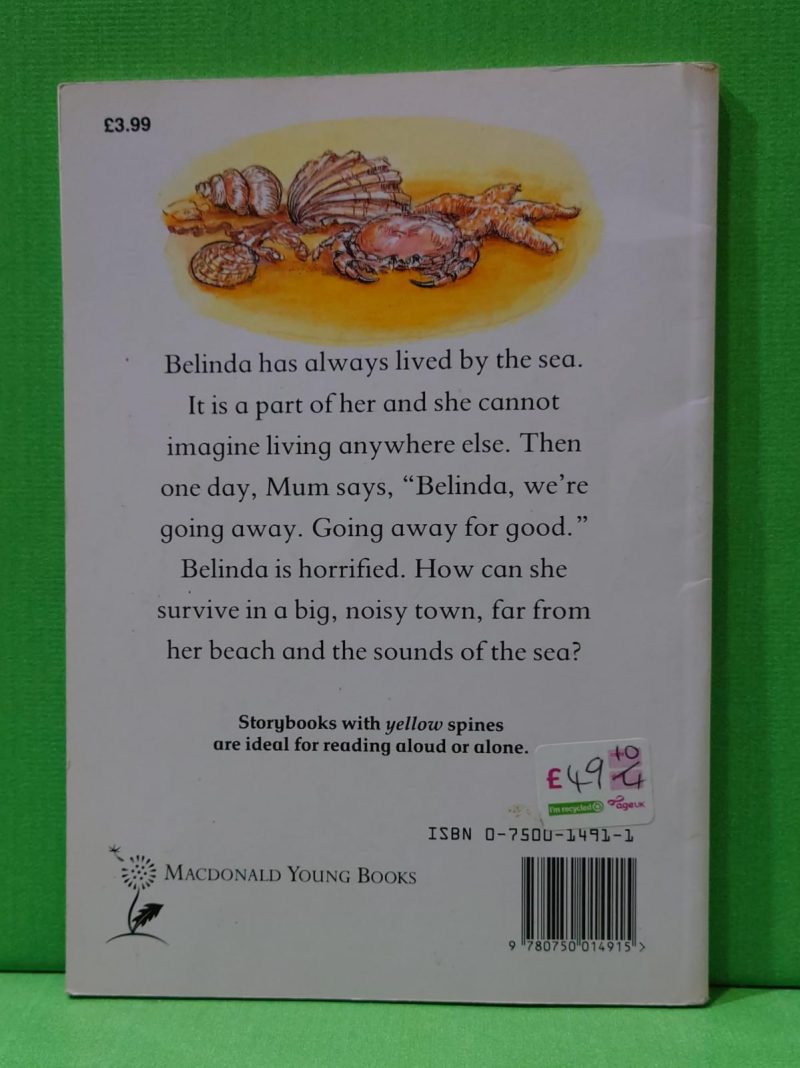 £3.99
Belinda has always lived by the sea.
It is a part of her and she cannot
imagine living anywhere else. Then
one day, Mum says, “Belinda, we’re
going away. Going away for good.”
Belinda is horrified. How can she
survive in a big, noisy town, far from
her beach and the sounds of the sea?
Storybooks with yellow spines
are ideal for reading aloud or alone.
£49 10/4
I'm recycled ageUK
ISBN 0-7500-1491-1
MACDONALD YOUNG BOOKS
9 780750 014915 >